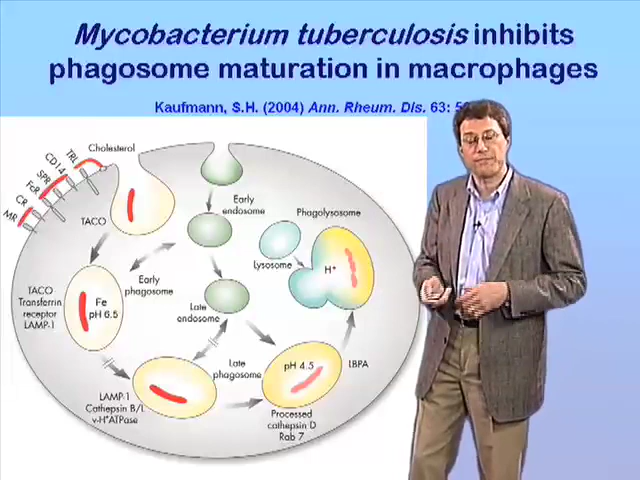 Mycobacterium tuberculosis inhibits
phagosome maturation in macrophages
Kaufmann, S.H. (2004) Ann. Rheum. Dis. 63:
Cholesterol
TRL
CD14
SPR
FcR
CR
MR
TACO
Early
endosome
Phagolysosome
Lysosome
H+
Early
phagosome
TACO
Transferrin
receptor
LAMP-1
Fe
pH 6.5
Late
endosome
Late
phagosome
pH 4.5
LBPA
LAMP-1
Cathepsin B/L
v-H+ATPase
Processed
cathepsin D
Rab 7